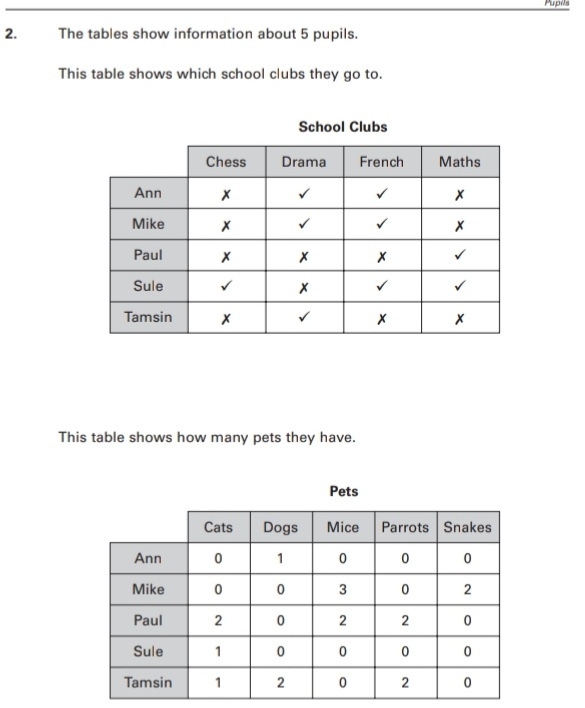 Pupils
2. The tables show information about 5 pupils.
This table shows which school clubs they go to.
School Clubs
Chess Drama French Maths
Ann ✗ ✓ ✓ ✗
Mike ✗ ✓ ✓ ✗
Paul ✗ ✗ ✗ ✓
Sule ✓ ✗ ✓ ✓
Tamsin ✗ ✓ ✗ ✗
This table shows how many pets they have.
Pets
Cats Dogs Mice Parrots Snakes
Ann 0 1 0 0 0
Mike 0 0 3 0 2
Paul 2 0 2 2 0
Sule 1 0 0 0 0
Tamsin 1 2 0 2 0